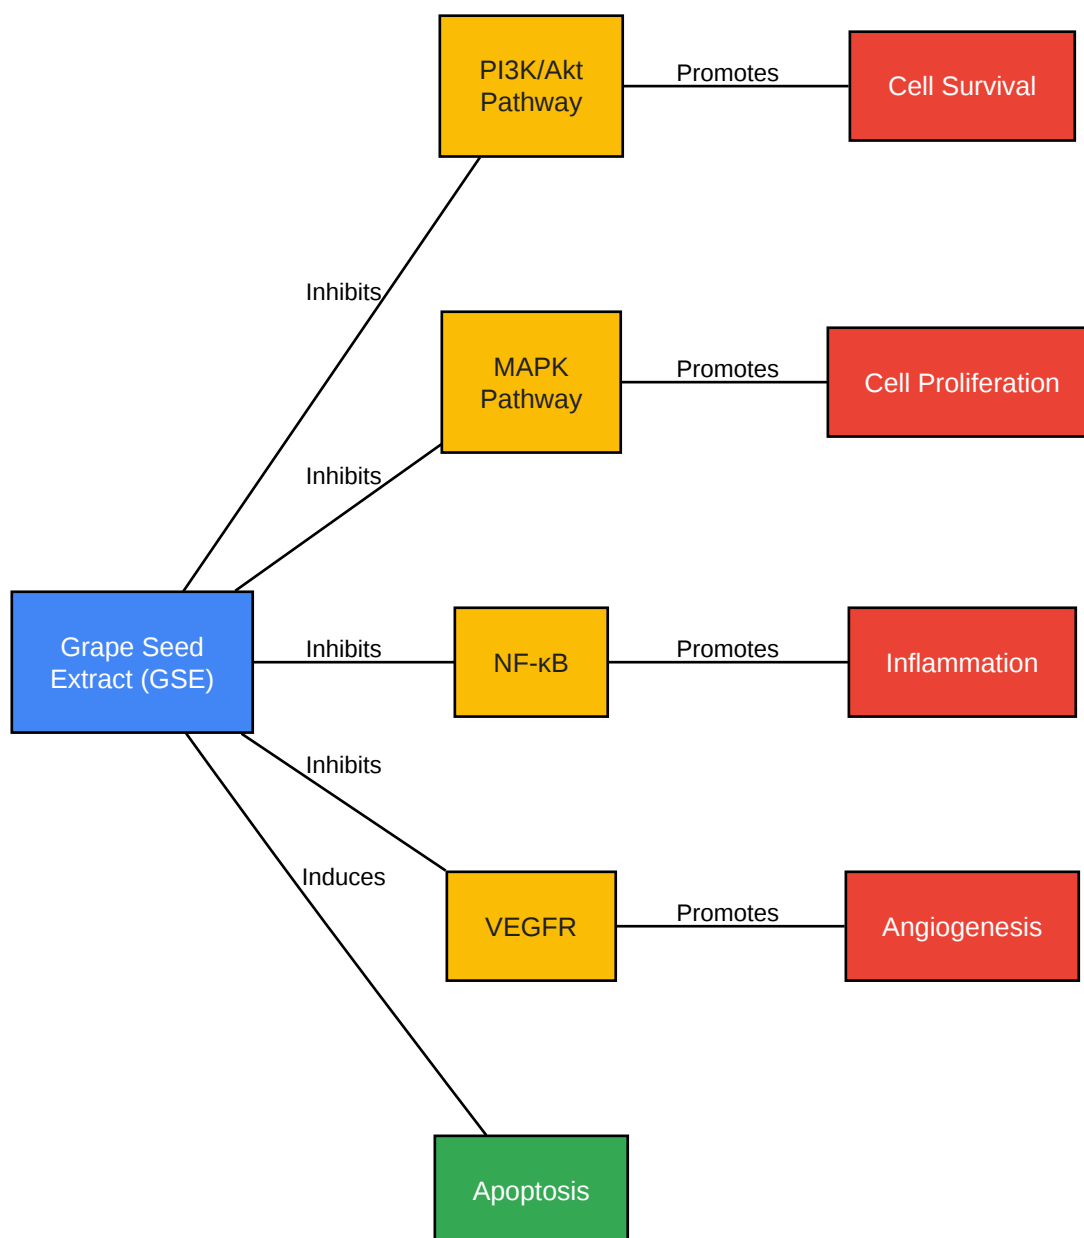 PI3K/Akt
Pathway
Promotes
Cell Survival
Inhibits
MAPK
Pathway
Promotes
Cell Proliferation
Inhibits
Grape Seed
Extract (GSE)
Inhibits
NF-κB
Promotes
Inflammation
Inhibits
Induces
VEGFR
Promotes
Angiogenesis
Apoptosis